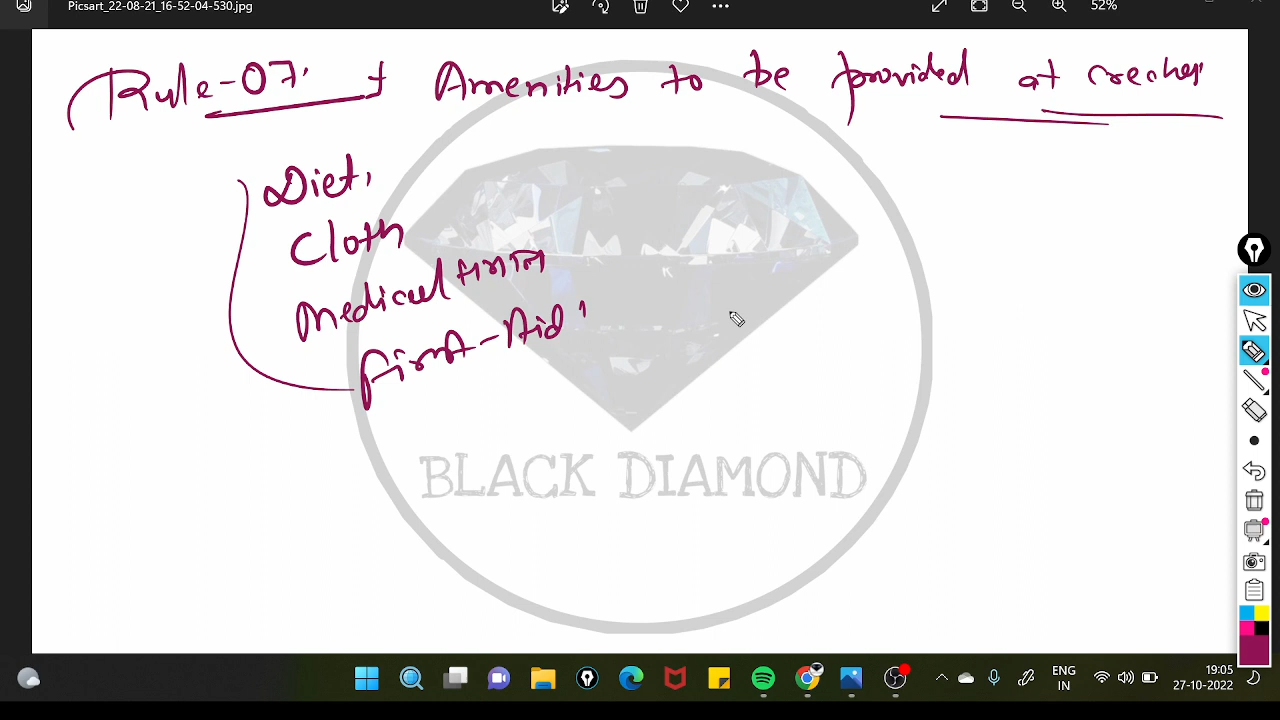 Picsart_22-08-21_16-52-04-530.jpg
52%
Rule-07. Amenities to be provided at creches
Diet,
Cloth
Medical
First-Aid
BLACK DIAMOND
ENG
IN
19:05
27-10-2022